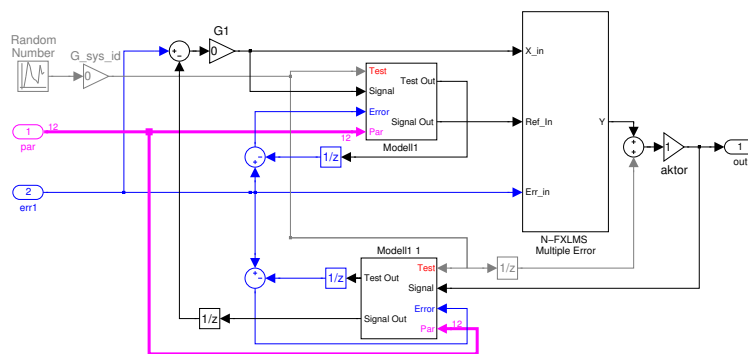 G1
Random
Number
G_sys_id
0
0
X_in
Test
Test Out
Signal
Error
Signal Out
Par
Modell1
12
12
1
par
1/z
Ref_In
Y
1
aktor
1
out
2
err1
Err_in
N-FXLMS
Multiple Error
Modell1 1
Test
1/z
Test Out
1/z
Signal
Error
Signal Out
1/z
Par
12